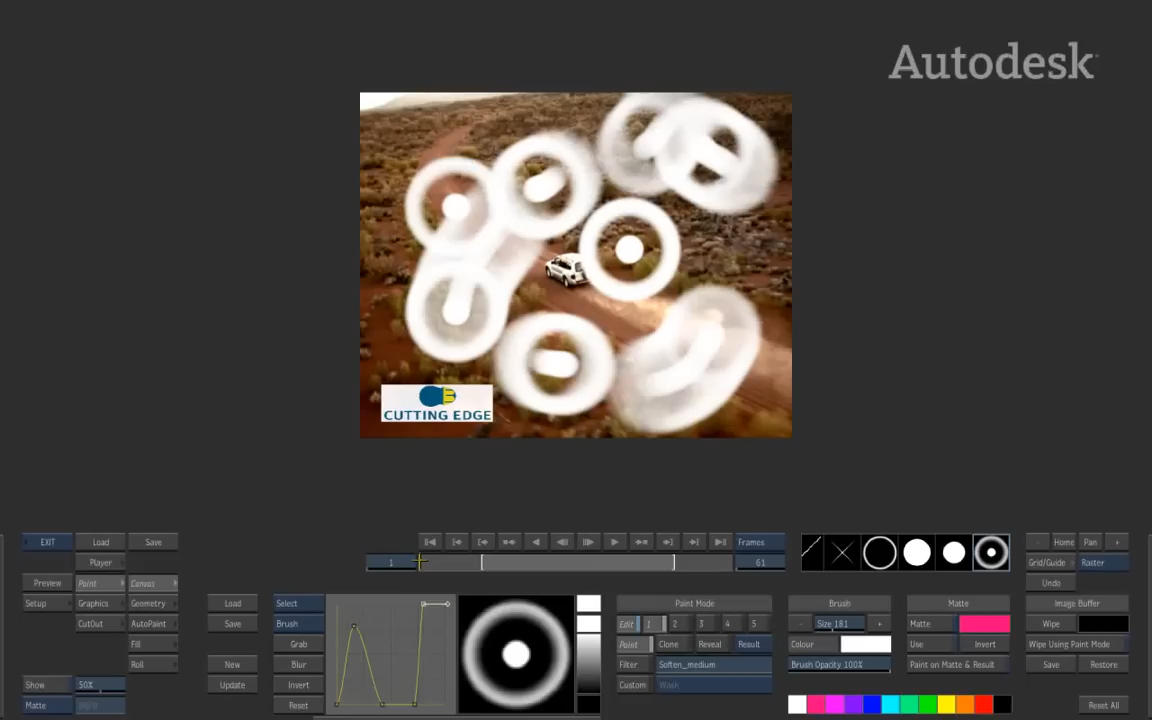 Autodesk
CUTTING EDGE
EXIT Load Save
Player
Preview Paint Canvas
Setup Graphics Geometry
CutOut AutoPaint
Fill
Roll
Show 50%
Matte
Load
Save
New
Update
Select
Brush
Grab
Blur
Invert
Reset
Frames
1
61
Paint Mode
Edit 1 2 3 4 5
Paint Clone Reveal Result
Filter Soften_medium
Custom Wash
Brush
- Size 181 +
Colour
Brush Opacity 100%
Matte
Matte
Use Invert
Paint on Matte & Result
- Home Pan +
Grid/Guide Raster
Undo
Image Buffer
Wipe
Wipe Using Paint Mode
Save Restore
Reset All